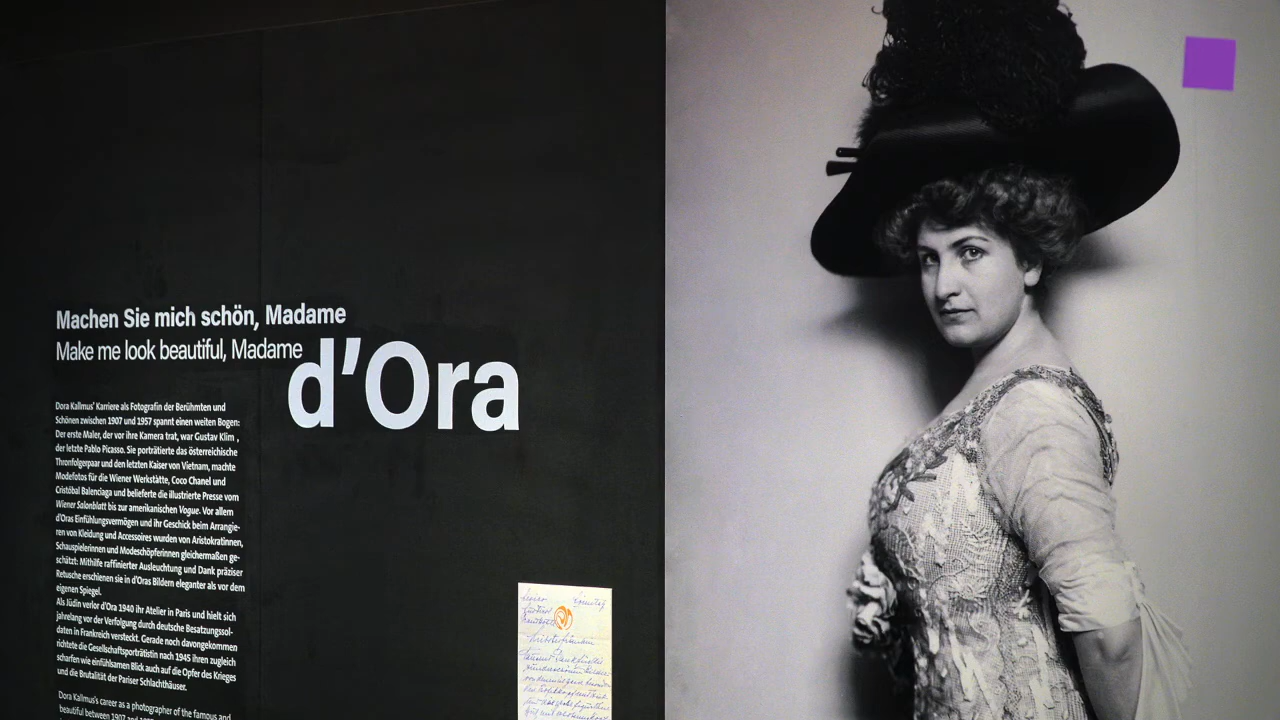 Machen Sie mich schön, Madame
Make me look beautiful, Madame
d'Ora
Dora Kallmus' Karriere als Fotografin der Berühmten und
Schönen zwischen 1907 und 1957 spannt einen weiten Bogen:
Der erste Maler, der vor ihre Kamera trat, war Gustav Klim ,
der letzte Pablo Picasso. Sie porträtierte das österreichische
Thronfolgerpaar und den letzten Kaiser von Vietnam, machte
Modefotos für die Wiener Werkstätte, Coco Chanel und
Cristóbal Balenciaga und belieferte die illustrierte Presse vom
Wiener Salonblatt bis zur amerikanischen Vogue. Vor allem
d'Oras Einfühlungsvermögen und ihr Geschick beim Arrangie-
ren von Kleidung und Accessoires wurden von Aristokratinnen,
Schauspielerinnen und Modeschöpferinnen gleichermaßen ge-
schätzt: Mithilfe raffinierter Ausleuchtung und Dank präziser
Retusche erschienen sie in d'Oras Bildern eleganter als vor dem
eigenen Spiegel.
Als Jüdin verlor d'Ora 1940 ihr Atelier in Paris und hielt sich
jahrelang vor der Verfolgung durch deutsche Besatzungssol-
daten in Frankreich versteckt. Gerade noch davongekommen
richtete die Gesellschaftsporträtistin nach 1945 ihren zugleich
scharfen wie einfühlsamen Blick auch auf die Opfer des Krieges
und die Brutalität der Pariser Schlachthäuser.
Dora Kallmus's career as a photographer of the famous and
beautiful between 1907 and